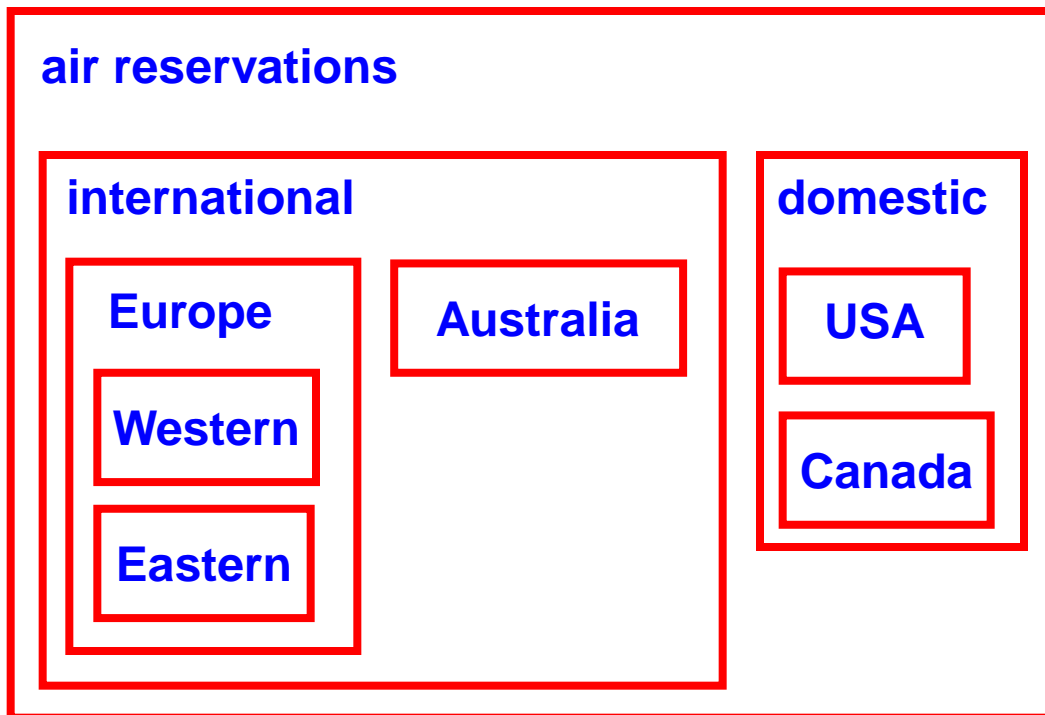 air reservations
international
Europe
Western
Eastern
Australia
domestic
USA
Canada